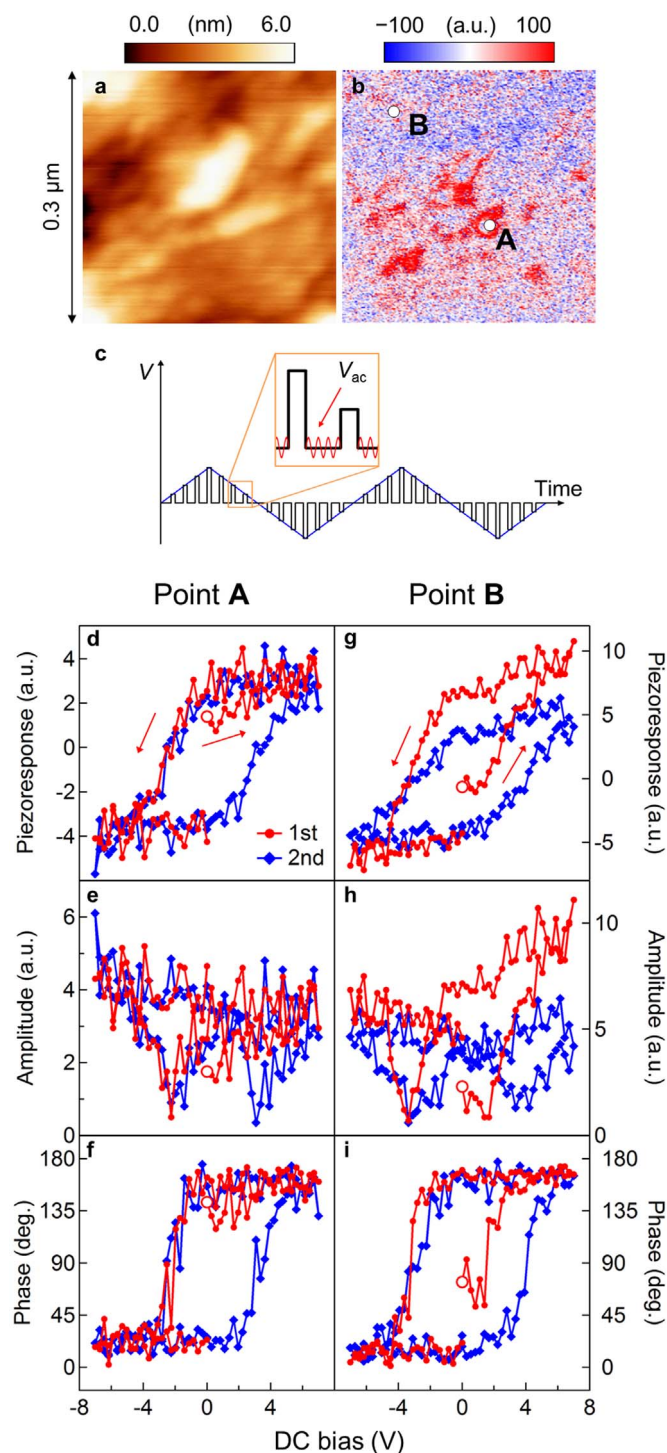 0.0 (nm) 6.0
−100 (a.u.) 100
a
b
B
A
0.3 μm
c
V
Vac
Time
Point A
Point B
d
g
4
2
0
-2
-4
Piezoresponse (a.u.)
1st
2nd
10
5
0
-5
Piezoresponse (a.u.)
e
h
6
4
2
0
Amplitude (a.u.)
10
5
0
Amplitude (a.u.)
f
i
180
135
90
45
0
Phase (deg.)
180
135
90
45
0
Phase (deg.)
-8 -4 0 4 -4 0 4 8
DC bias (V)